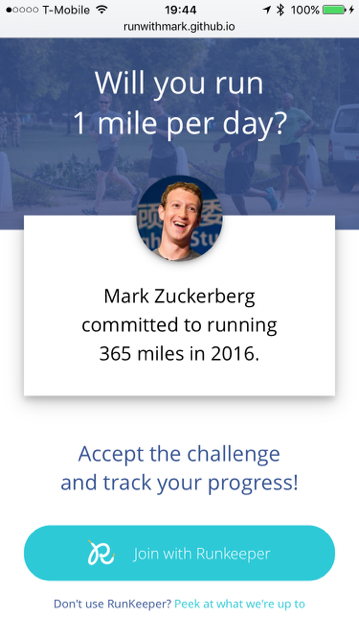 T-Mobile 19:44 100%
runwithmark.github.io
Will you run
1 mile per day?
Mark Zuckerberg
committed to running
365 miles in 2016.
Accept the challenge
and track your progress!
Join with Runkeeper
Don't use RunKeeper? Peek at what we're up to